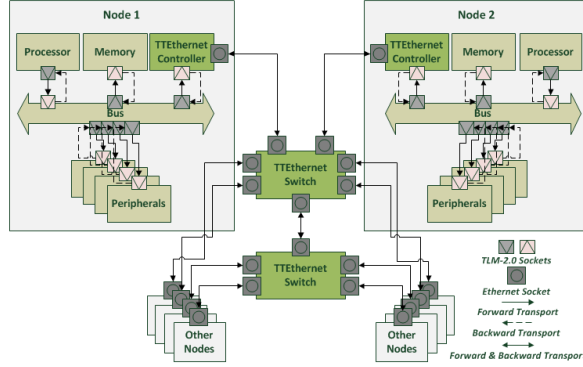 Node 1
Processor
Memory
TTEthernet
Controller
Bus
Peripherals
Node 2
TTEthernet
Controller
Memory
Processor
Bus
Peripherals
TTEthernet
Switch
TTEthernet
Switch
Other
Nodes
Other
Nodes
TLM-2.0 Sockets
Ethernet Socket
Forward Transport
Backward Transport
Forward & Backward Transport